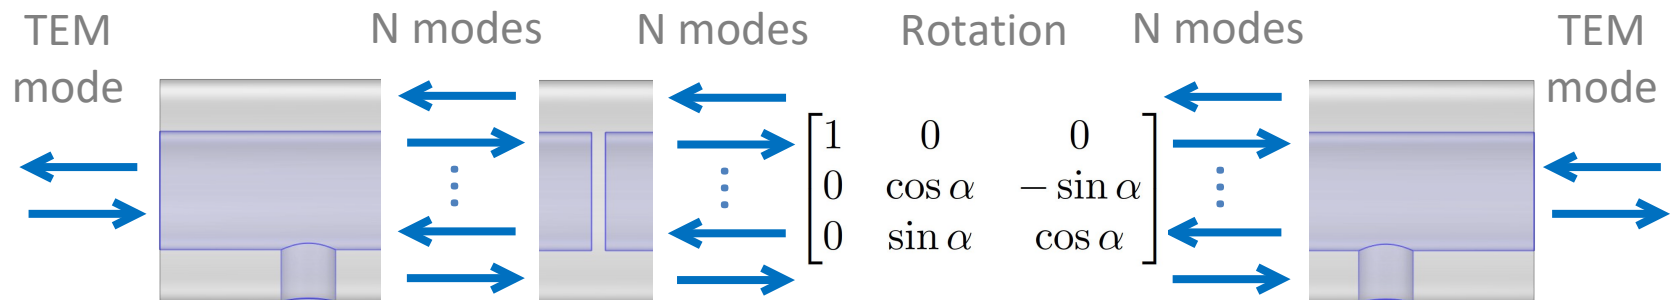 TEM N modes N modes Rotation N modes TEM
mode mode
1 0 0
0 cos α − sin α
0 sin α cos α